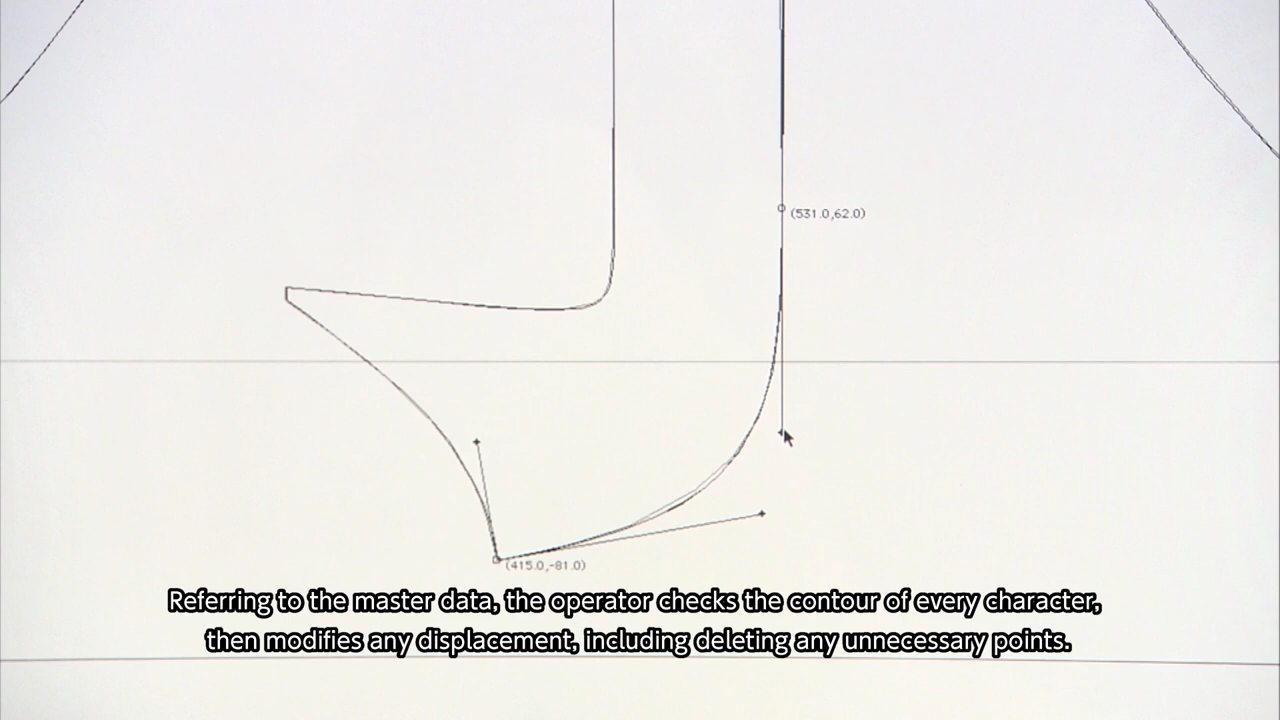 (531.0,62.0)
(415.0,-81.0)
Referring to the master data, the operator checks the contour of every character,
then modifies any displacement, including deleting any unnecessary points.